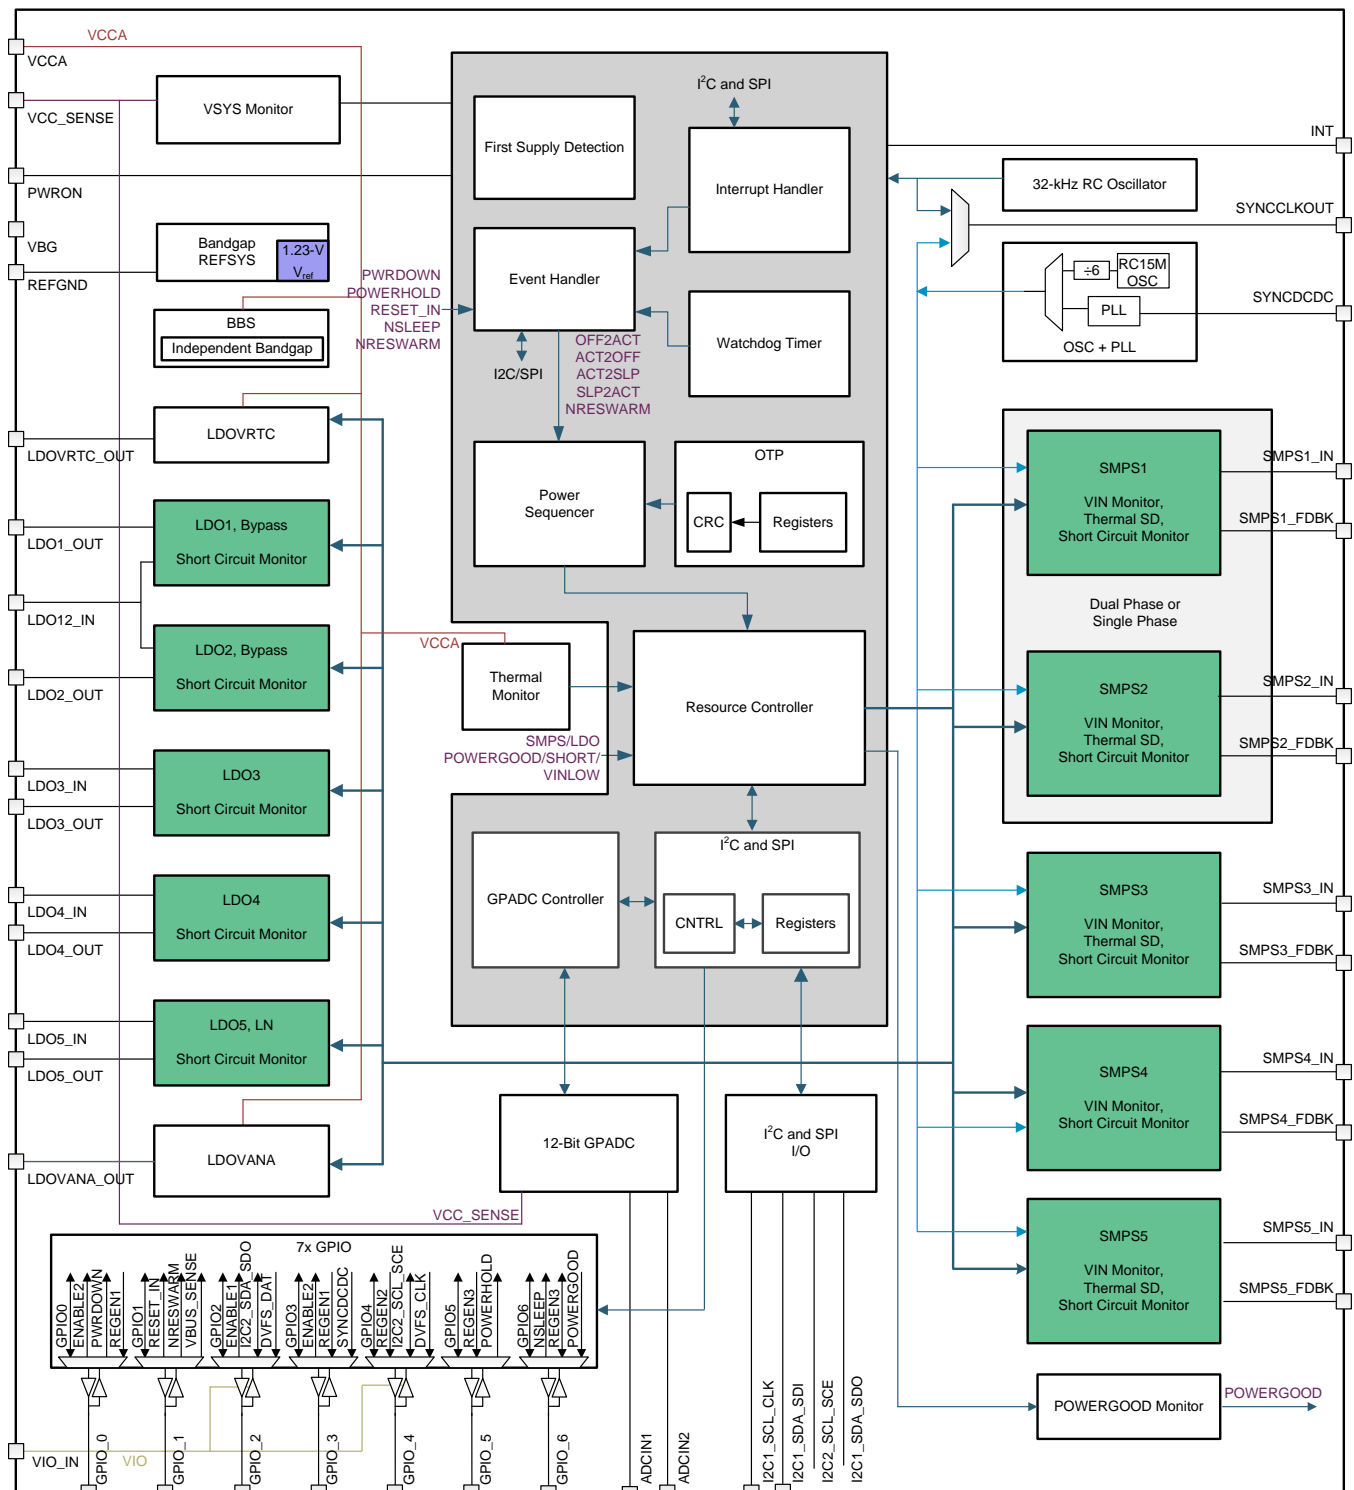 VCCA
VCCA
VCC_SENSE
VSYS Monitor
PWRON
VBG
REFGND
Bandgap
REFSYS
1.23-V
Vref
BBS
Independent Bandgap
LDOVRTC
LDOVRTC_OUT
LDO1, Bypass
Short Circuit Monitor
LDO1_OUT
LDO12_IN
LDO2, Bypass
Short Circuit Monitor
LDO2_OUT
LDO3
Short Circuit Monitor
LDO3_IN
LDO3_OUT
LDO4
Short Circuit Monitor
LDO4_IN
LDO4_OUT
LDO5, LN
Short Circuit Monitor
LDO5_IN
LDO5_OUT
LDOVANA
LDOVANA_OUT
VCC_SENSE
I2C and SPI
First Supply Detection
Interrupt Handler
Event Handler
PWRDOWN
POWERHOLD
RESET_IN
NSLEEP
NRESWARM
I2C/SPI
OFF2ACT
ACT2OFF
ACT2SLP
SLP2ACT
NRESWARM
Watchdog Timer
Power
Sequencer
OTP
CRC
Registers
VCCA
Thermal
Monitor
Resource Controller
SMPS/LDO
POWERGOOD/SHORT/
VINLOW
GPADC Controller
I2C and SPI
CNTRL
Registers
12-Bit GPADC
I2C and SPI
I/O
INT
32-kHz RC Oscillator
SYNCCLKOUT
÷6
RC15M
OSC
PLL
OSC + PLL
SYNCDCDC
SMPS1
VIN Monitor,
Thermal SD,
Short Circuit Monitor
SMPS1_IN
SMPS1_FDBK
Dual Phase or
Single Phase
SMPS2
VIN Monitor,
Thermal SD,
Short Circuit Monitor
SMPS2_IN
SMPS2_FDBK
SMPS3
VIN Monitor,
Thermal SD,
Short Circuit Monitor
SMPS3_IN
SMPS3_FDBK
SMPS4
VIN Monitor,
Short Circuit Monitor
SMPS4_IN
SMPS4_FDBK
SMPS5
VIN Monitor,
Thermal SD,
Short Circuit Monitor
SMPS5_IN
SMPS5_FDBK
POWERGOOD Monitor
POWERGOOD
7x GPIO
GPIO0
ENABLE2
PWRDOWN
REGEN1
GPIO1
RESET_IN
NRESWARM
VBUS_SENSE
GPIO2
ENABLE1
I2C2_SDA_SDO
DVFS_DAT
GPIO3
ENABLE2
REGEN1
SYNCDCDC
GPIO4
REGEN2
I2C2_SCL_SCE
DVFS_CLK
GPIO5
REGEN3
POWERHOLD
GPIO6
NSLEEP
REGEN3
POWERGOOD
VIO_IN
VIO
GPIO_0
GPIO_1
GPIO_2
GPIO_3
GPIO_4
GPIO_5
GPIO_6
ADCIN1
ADCIN2
I2C1_SCL_CLK
I2C1_SDA_SDI
I2C2_SCL_SCE
I2C1_SDA_SDO